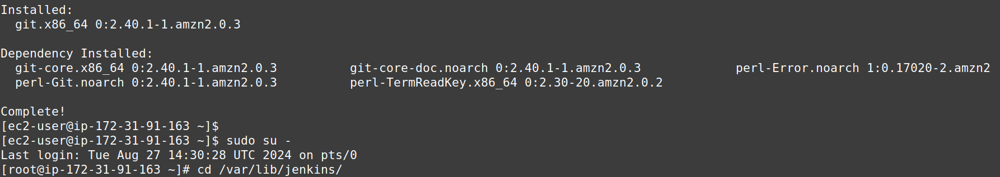 Installed:
  git.x86_64 0:2.40.1-1.amzn2.0.3

Dependency Installed:
  git-core.x86_64 0:2.40.1-1.amzn2.0.3          git-core-doc.noarch 0:2.40.1-1.amzn2.0.3             perl-Error.noarch 1:0.17020-2.amzn2
  perl-Git.noarch 0:2.40.1-1.amzn2.0.3          perl-TermReadKey.x86_64 0:2.30-20.amzn2.0.2

Complete!
[ec2-user@ip-172-31-91-163 ~]$
[ec2-user@ip-172-31-91-163 ~]$ sudo su -
Last login: Tue Aug 27 14:30:28 UTC 2024 on pts/0
[root@ip-172-31-91-163 ~]# cd /var/lib/jenkins/